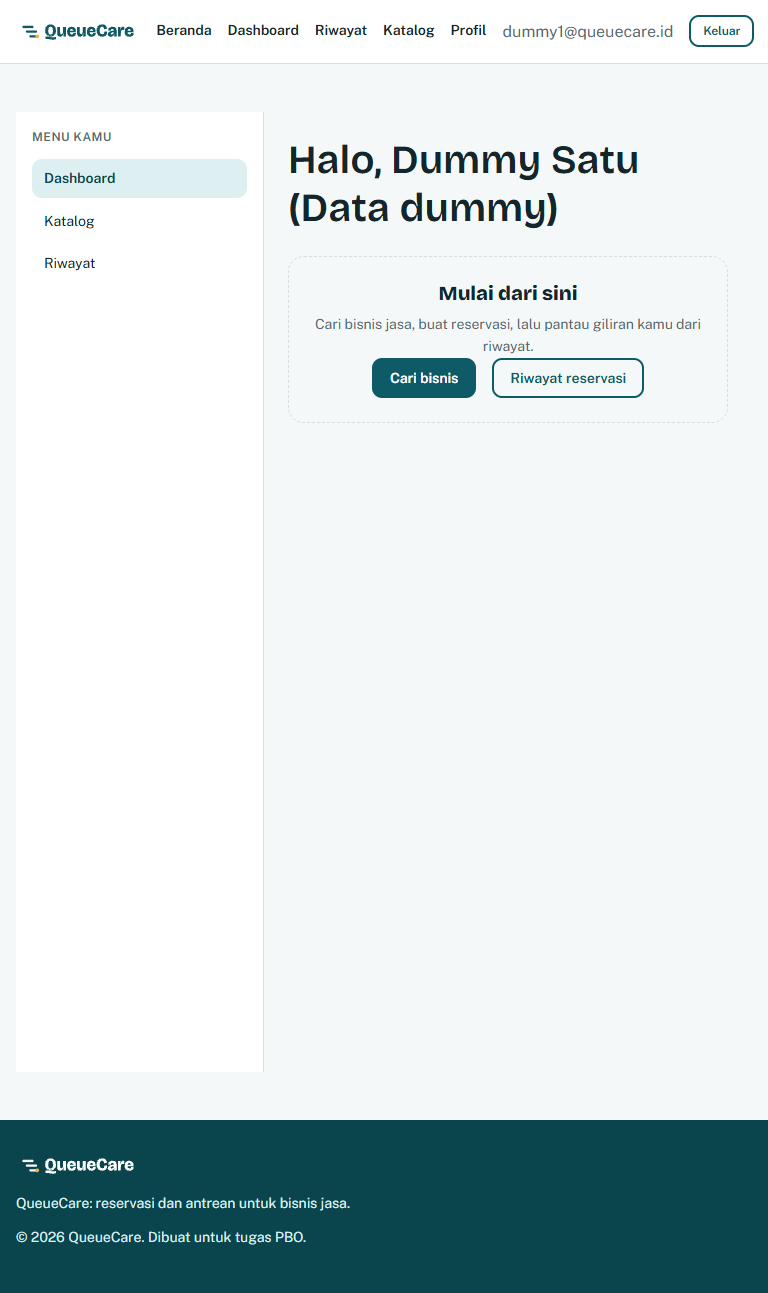 QueueCare
Beranda
Dashboard
Riwayat
Katalog
Profil
dummy1@queuecare.id
Keluar
MENU KAMU
Dashboard
Katalog
Riwayat
Halo, Dummy Satu
(Data dummy)
Mulai dari sini
Cari bisnis jasa, buat reservasi, lalu pantau giliran kamu dari
riwayat.
Cari bisnis
Riwayat reservasi
QueueCare
QueueCare: reservasi dan antrean untuk bisnis jasa.
© 2026 QueueCare. Dibuat untuk tugas PBO.